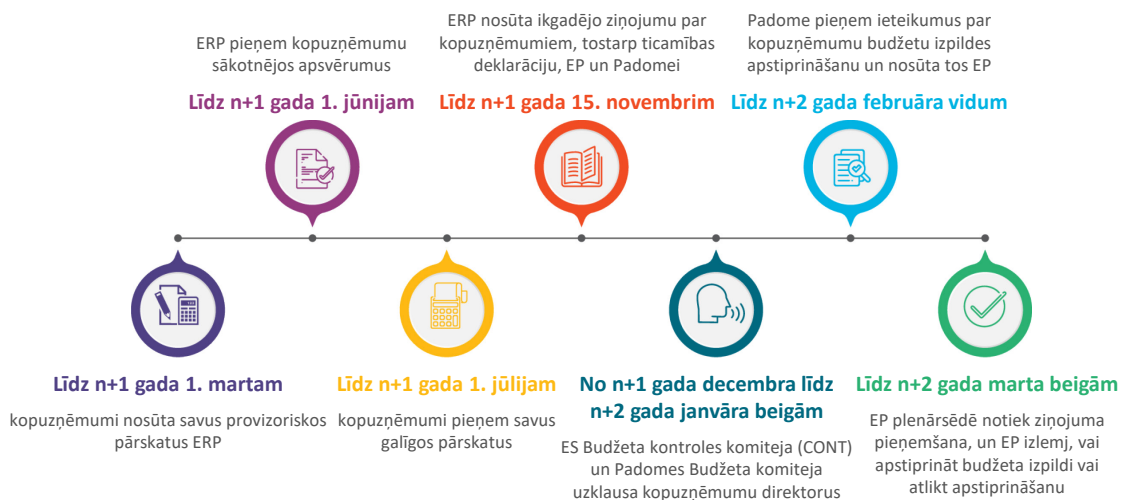 ERP pieņem kopuzņēmumu
sākotnējos apsvērumus
Līdz n+1 gada 1. jūnijam
ERP nosūta ikgadējo ziņojumu par
kopuzņēmumiem, tostarp ticamības
deklarāciju, EP un Padomei
Līdz n+1 gada 15. novembrim
Padome pieņem ieteikumus par
kopuzņēmumu budžetu izpildes
apstiprināšanu un nosūta tos EP
Līdz n+2 gada februāra vidum
Līdz n+1 gada 1. martam
kopuzņēmumi nosūta savus provizoriskos
pārskatus ERP
Līdz n+1 gada 1. jūlijam
kopuzņēmumi pieņem savus
galīgos pārskatus
No n+1 gada decembra līdz
n+2 gada janvāra beigām
ES Budžeta kontroles komiteja (CONT)
un Padomes Budžeta komiteja
uzklausa kopuzņēmumu direktorus
Līdz n+2 gada marta beigām
EP plenārsēdē notiek ziņojuma
pieņemšana, un EP izlemj, vai
apstiprināt budžeta izpildi vai
atlikt apstiprināšanu